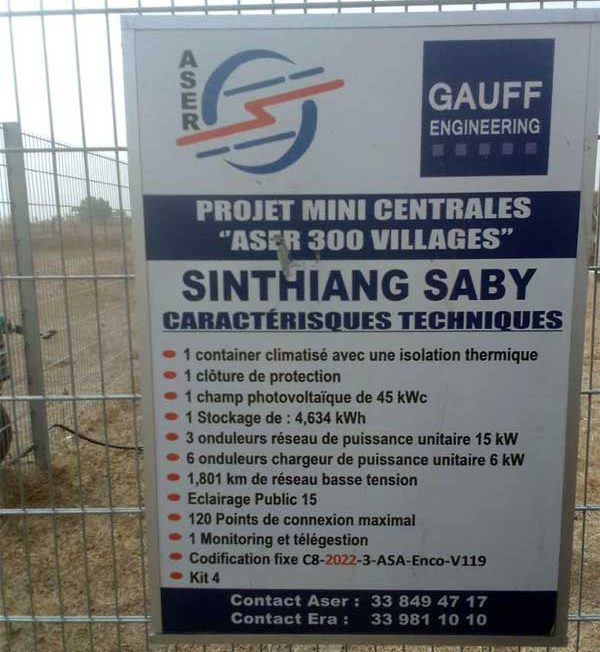 ASER
GAUFF
ENGINEERING
PROJET MINI CENTRALES
‘’ASER 300 VILLAGES’’
SINTHIANG SABY
CARACTÉRISQUES TECHNIQUES
1 container climatisé avec une isolation thermique
1 clôture de protection
1 champ photovoltaïque de 45 kWc
1 Stockage de : 4,634 kWh
3 onduleurs réseau de puissance unitaire 15 kW
6 onduleurs chargeur de puissance unitaire 6 kW
1,801 km de réseau basse tension
Eclairage Public 15
120 Points de connexion maximal
1 Monitoring et télégestion
Codification fixe C8-2022-3-ASA-Enco-V119
Kit 4
Contact Aser : 33 849 47 17
Contact Era : 33 981 10 10